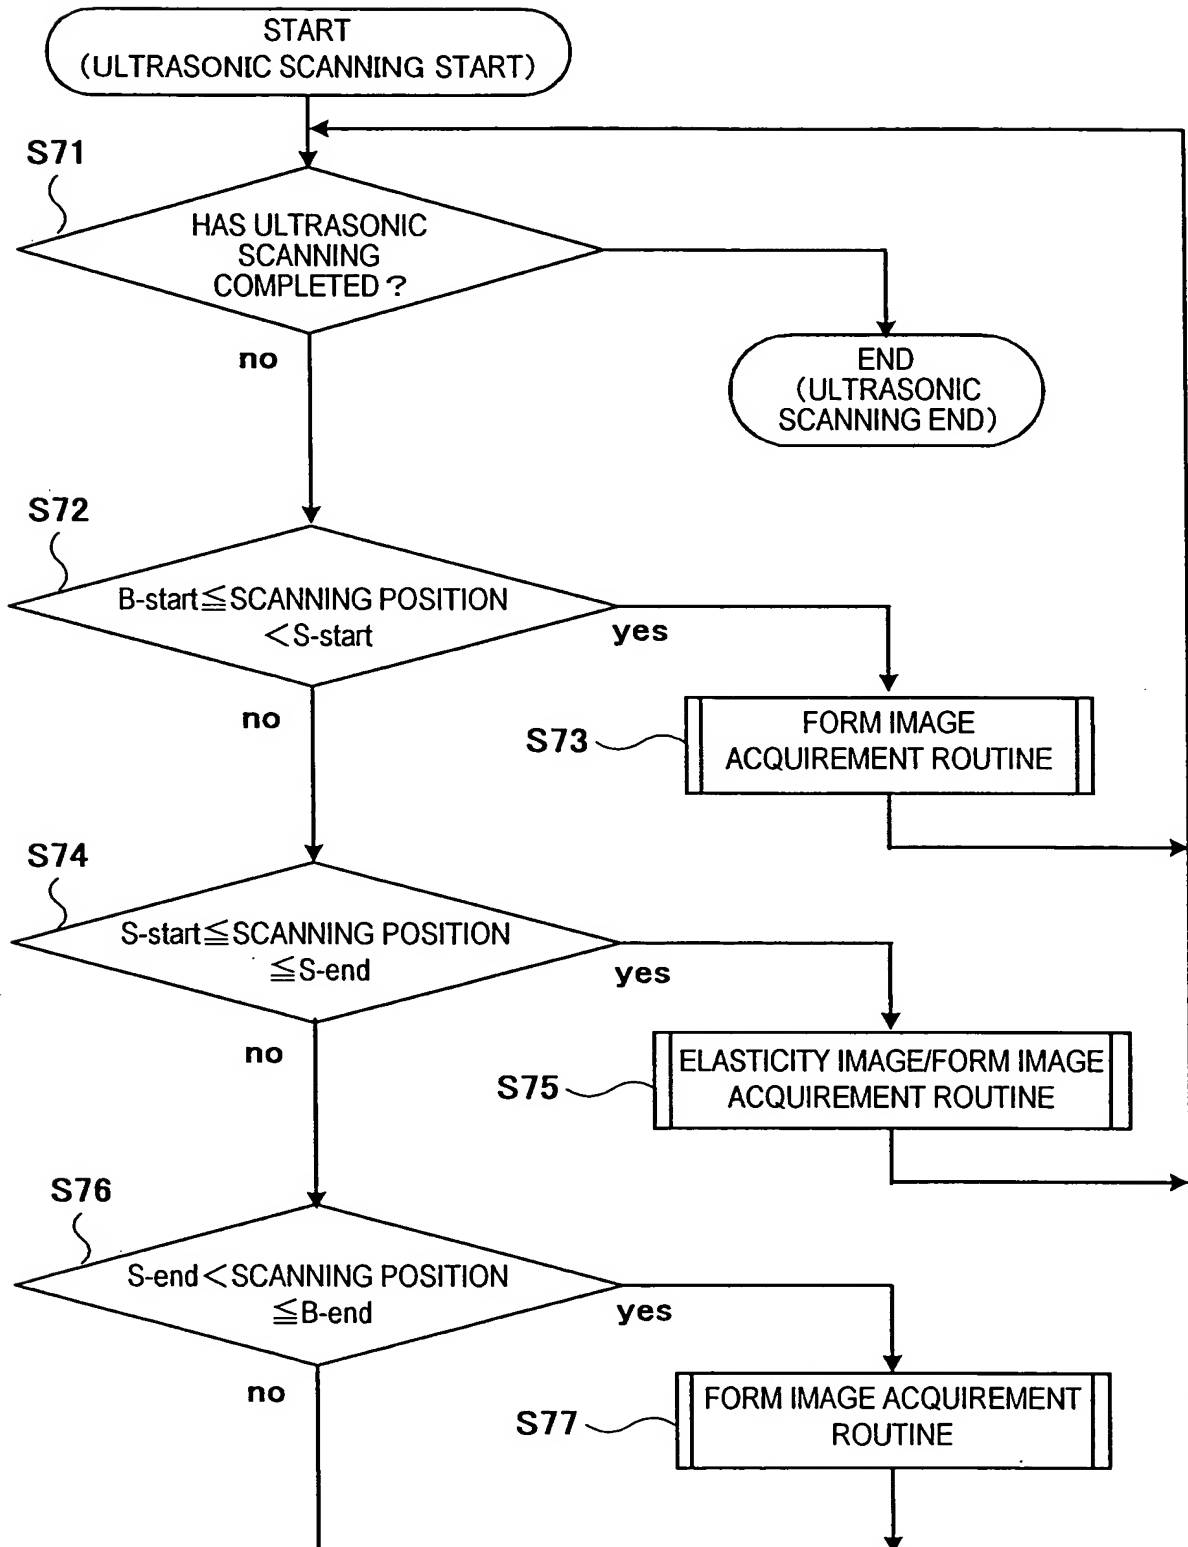 START
(ULTRASONIC SCANNING START)
S71
HAS ULTRASONIC
SCANNING
COMPLETED?
no
END
(ULTRASONIC
SCANNING END)
S72
B-start≦SCANNING POSITION
<S-start
yes
no
S73
FORM IMAGE
ACQUIREMENT ROUTINE
S74
S-start≦SCANNING POSITION
≦S-end
yes
no
S75
ELASTICITY IMAGE/FORM IMAGE
ACQUIREMENT ROUTINE
S76
S-end<SCANNING POSITION
≦B-end
yes
no
S77
FORM IMAGE ACQUIREMENT
ROUTINE